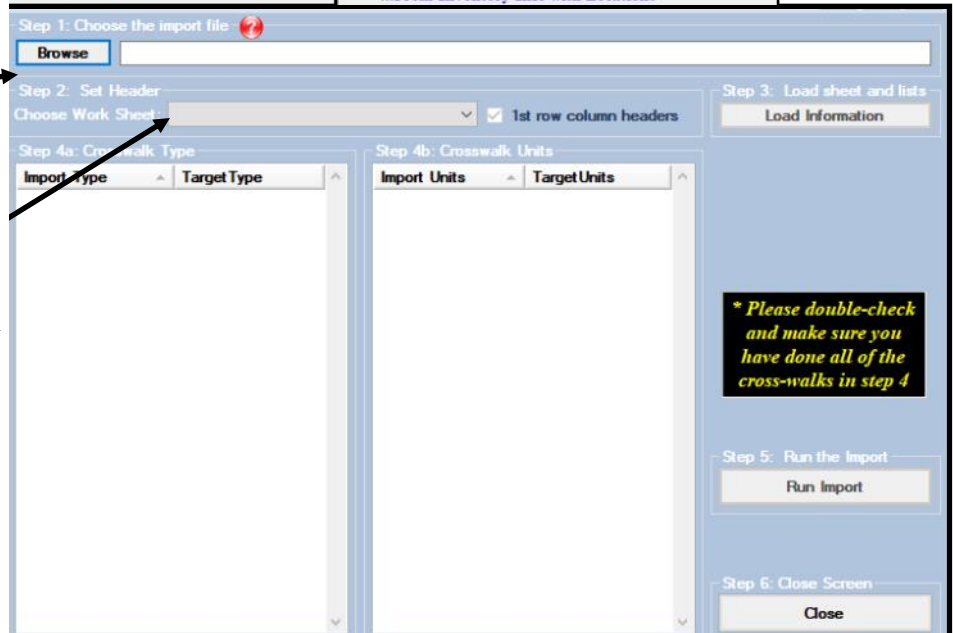 Step 1: Choose the import file ?
Browse
Step 2: Set Header
Choose Work Sheet:
1st row column headers
Step 3: Load sheet and lists
Load Information
Step 4a: Crosswalk Type
Import Type
Target Type
Step 4b: Crosswalk Units
Import Units
Target Units
* Please double-check
and make sure you
have done all of the
cross-walks in step 4
Step 5: Run the Import
Run Import
Step 6: Close Screen
Close